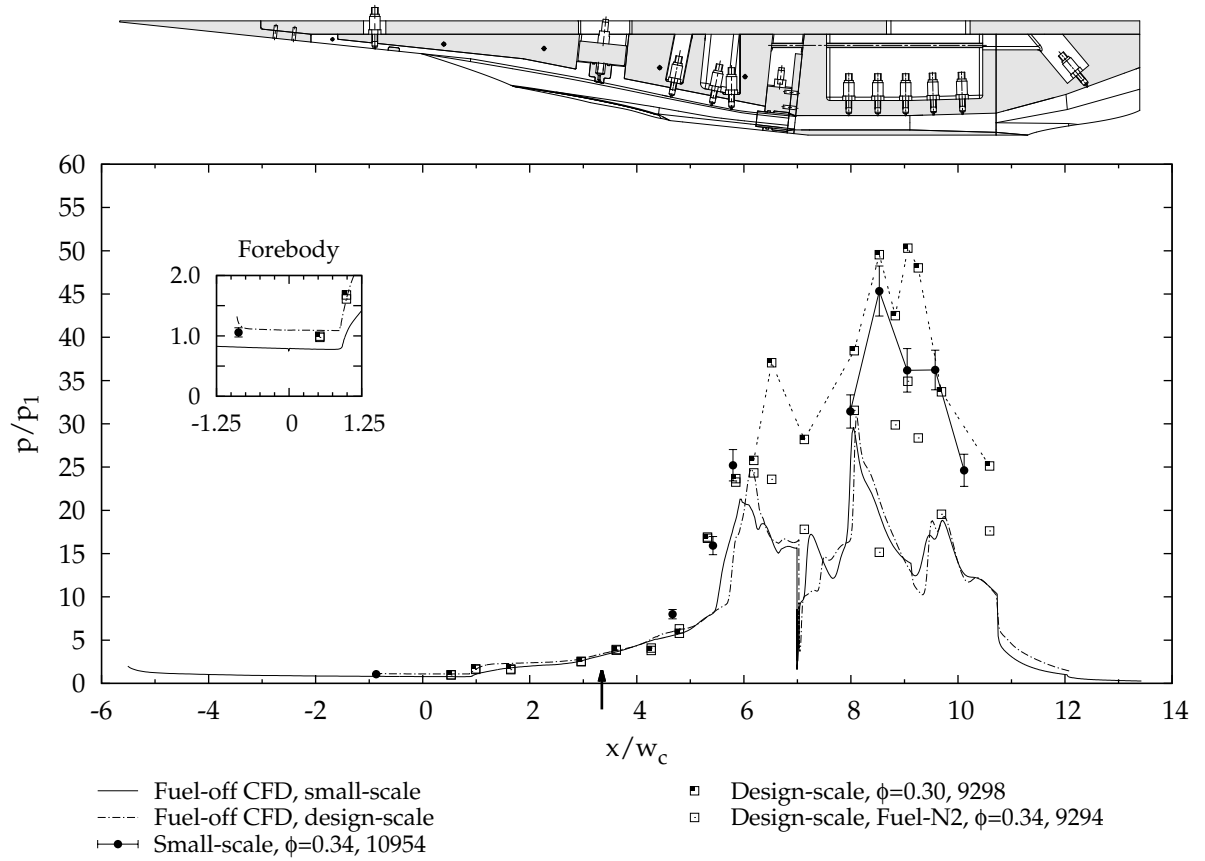 60
55
50
45
40
35
30
25
20
15
10
5
0
p/p1
Forebody
2.0
1.0
0
-1.25 0 1.25
-6 -4 -2 0 2 4 6 8 10 12 14
x/wc
Fuel-off CFD, small-scale
Fuel-off CFD, design-scale
Small-scale, ϕ=0.34, 10954
Design-scale, ϕ=0.30, 9298
Design-scale, Fuel-N2, ϕ=0.34, 9294